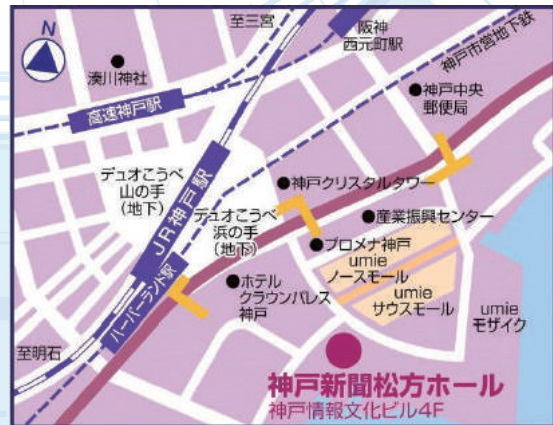 N
至三宮
阪神
西元町駅
神戸市営地下鉄
湊川神社
高速神戸駅
神戸中央
郵便局
デュオこうべ
山の手
(地下)
JR神戸駅
神戸クリスタルタワー
デュオこうべ
浜の手
(地下)
産業振興センター
プロメナ神戸
umie
ノースモール
ハーバーランド駅
ホテル
クラウンパレス
神戸
umie
サウスモール
umie
モザイク
至明石
神戸新聞松方ホール
神戸情報文化ビル4F